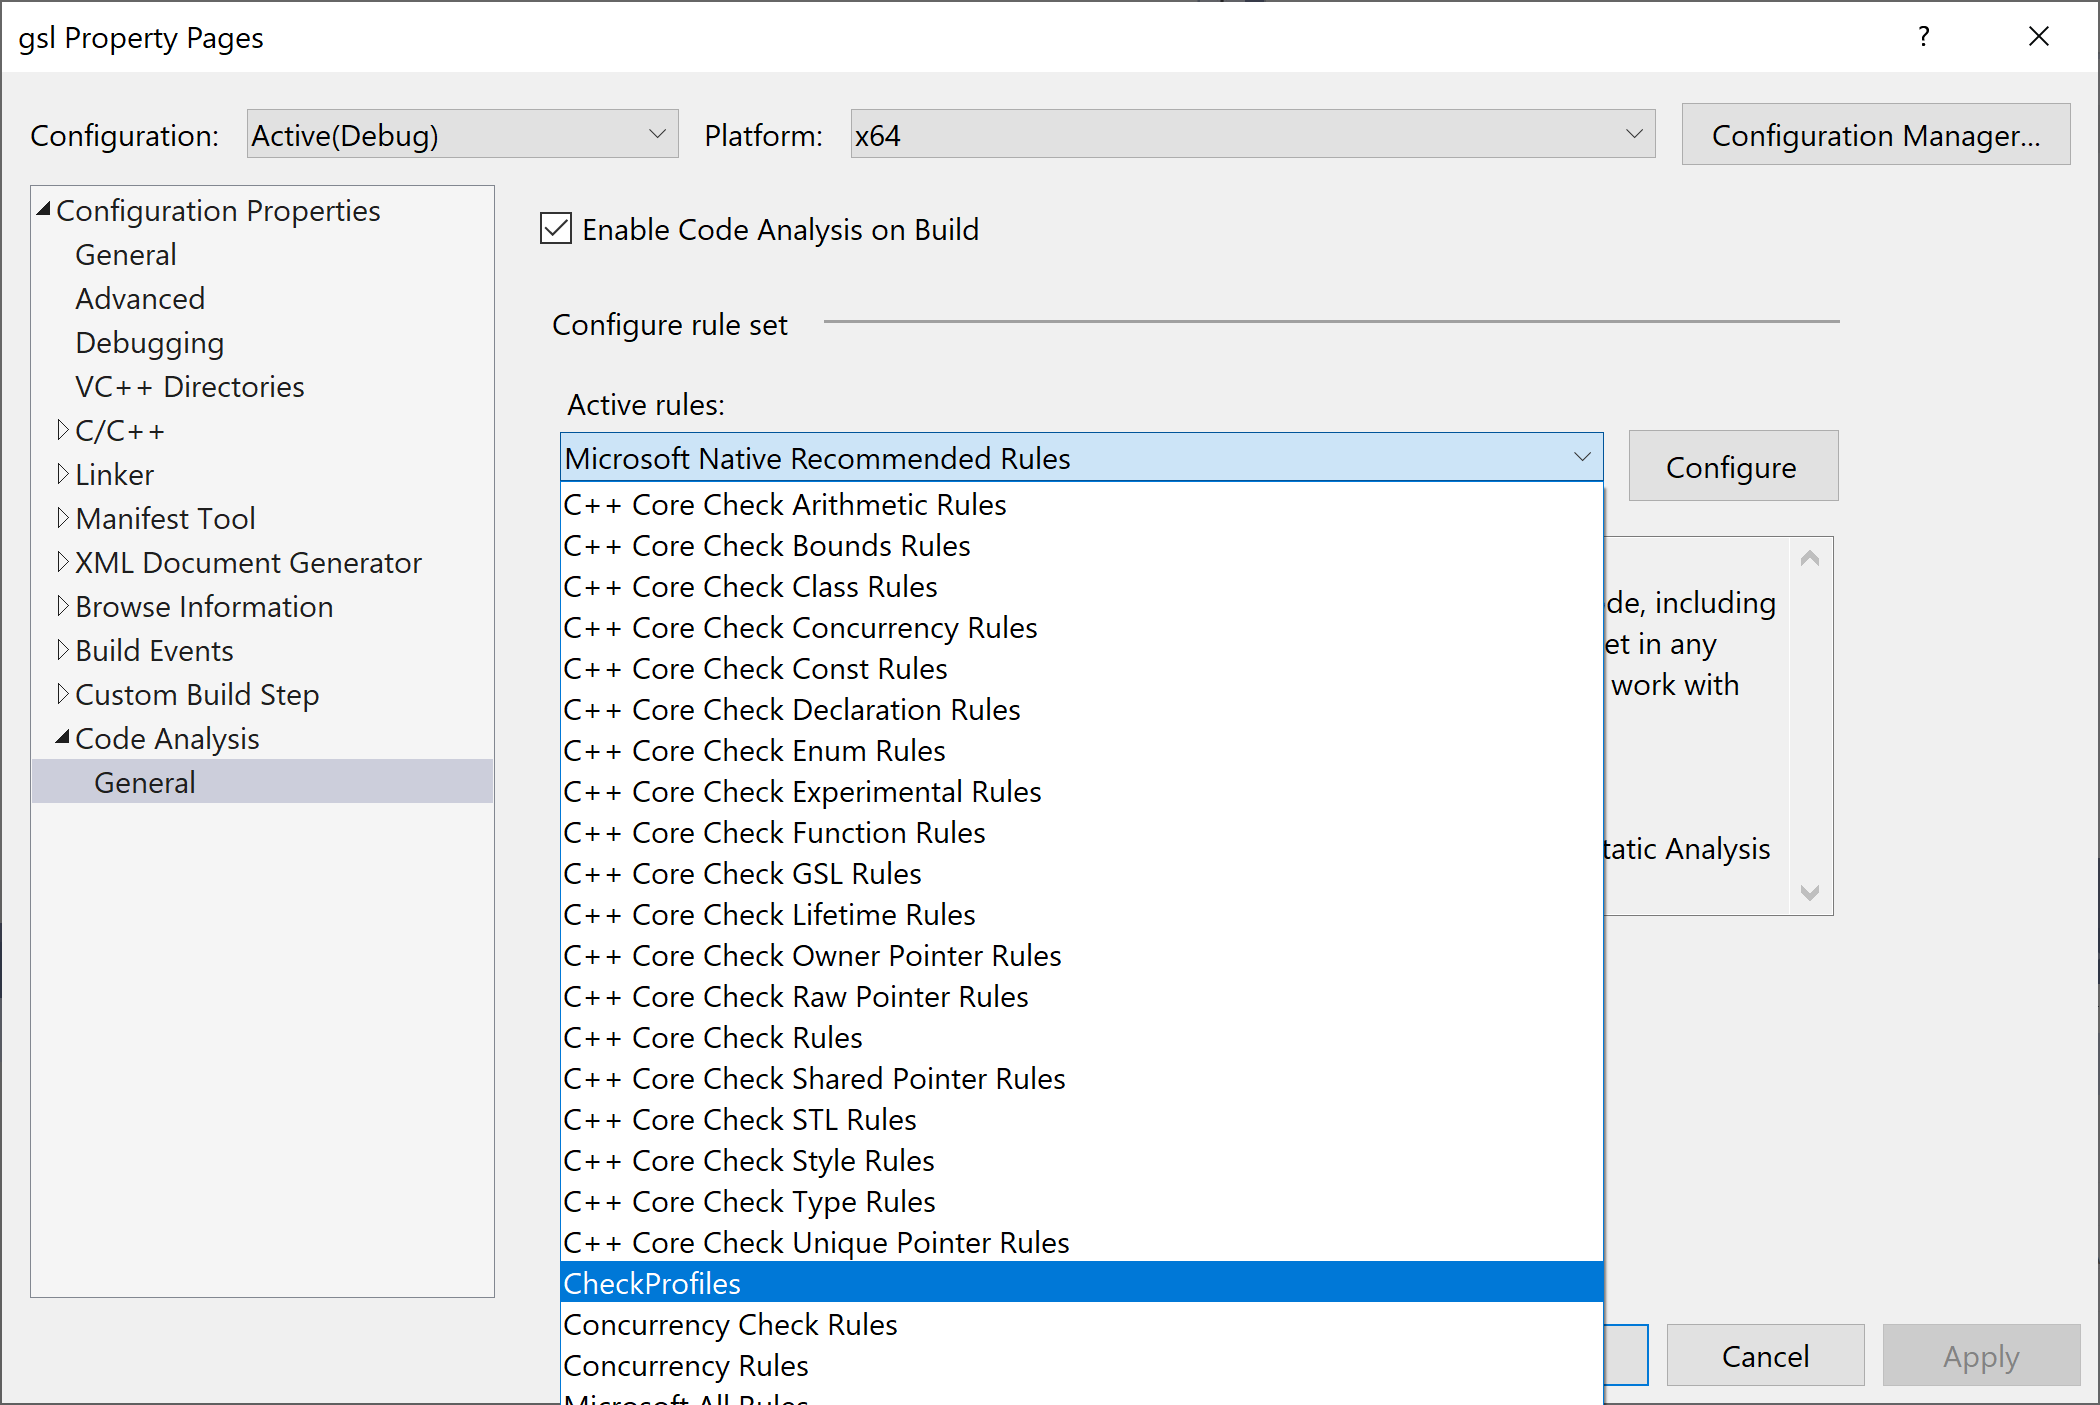 gsl Property Pages
?
Configuration: Active(Debug) Platform: x64 Configuration Manager...
Configuration Properties
General
Advanced
Debugging
VC++ Directories
C/C++
Linker
Manifest Tool
XML Document Generator
Browse Information
Build Events
Custom Build Step
Code Analysis
General
Enable Code Analysis on Build
Configure rule set
Active rules:
Microsoft Native Recommended Rules
Configure
C++ Core Check Arithmetic Rules
C++ Core Check Bounds Rules
C++ Core Check Class Rules
C++ Core Check Concurrency Rules
C++ Core Check Const Rules
C++ Core Check Declaration Rules
C++ Core Check Enum Rules
C++ Core Check Experimental Rules
C++ Core Check Function Rules
C++ Core Check GSL Rules
C++ Core Check Lifetime Rules
C++ Core Check Owner Pointer Rules
C++ Core Check Raw Pointer Rules
C++ Core Check Rules
C++ Core Check Shared Pointer Rules
C++ Core Check STL Rules
C++ Core Check Style Rules
C++ Core Check Type Rules
C++ Core Check Unique Pointer Rules
CheckProfiles
Concurrency Check Rules
Concurrency Rules
Microsoft All Rules
de, including
et in any
work with
tatic Analysis
Cancel
Apply